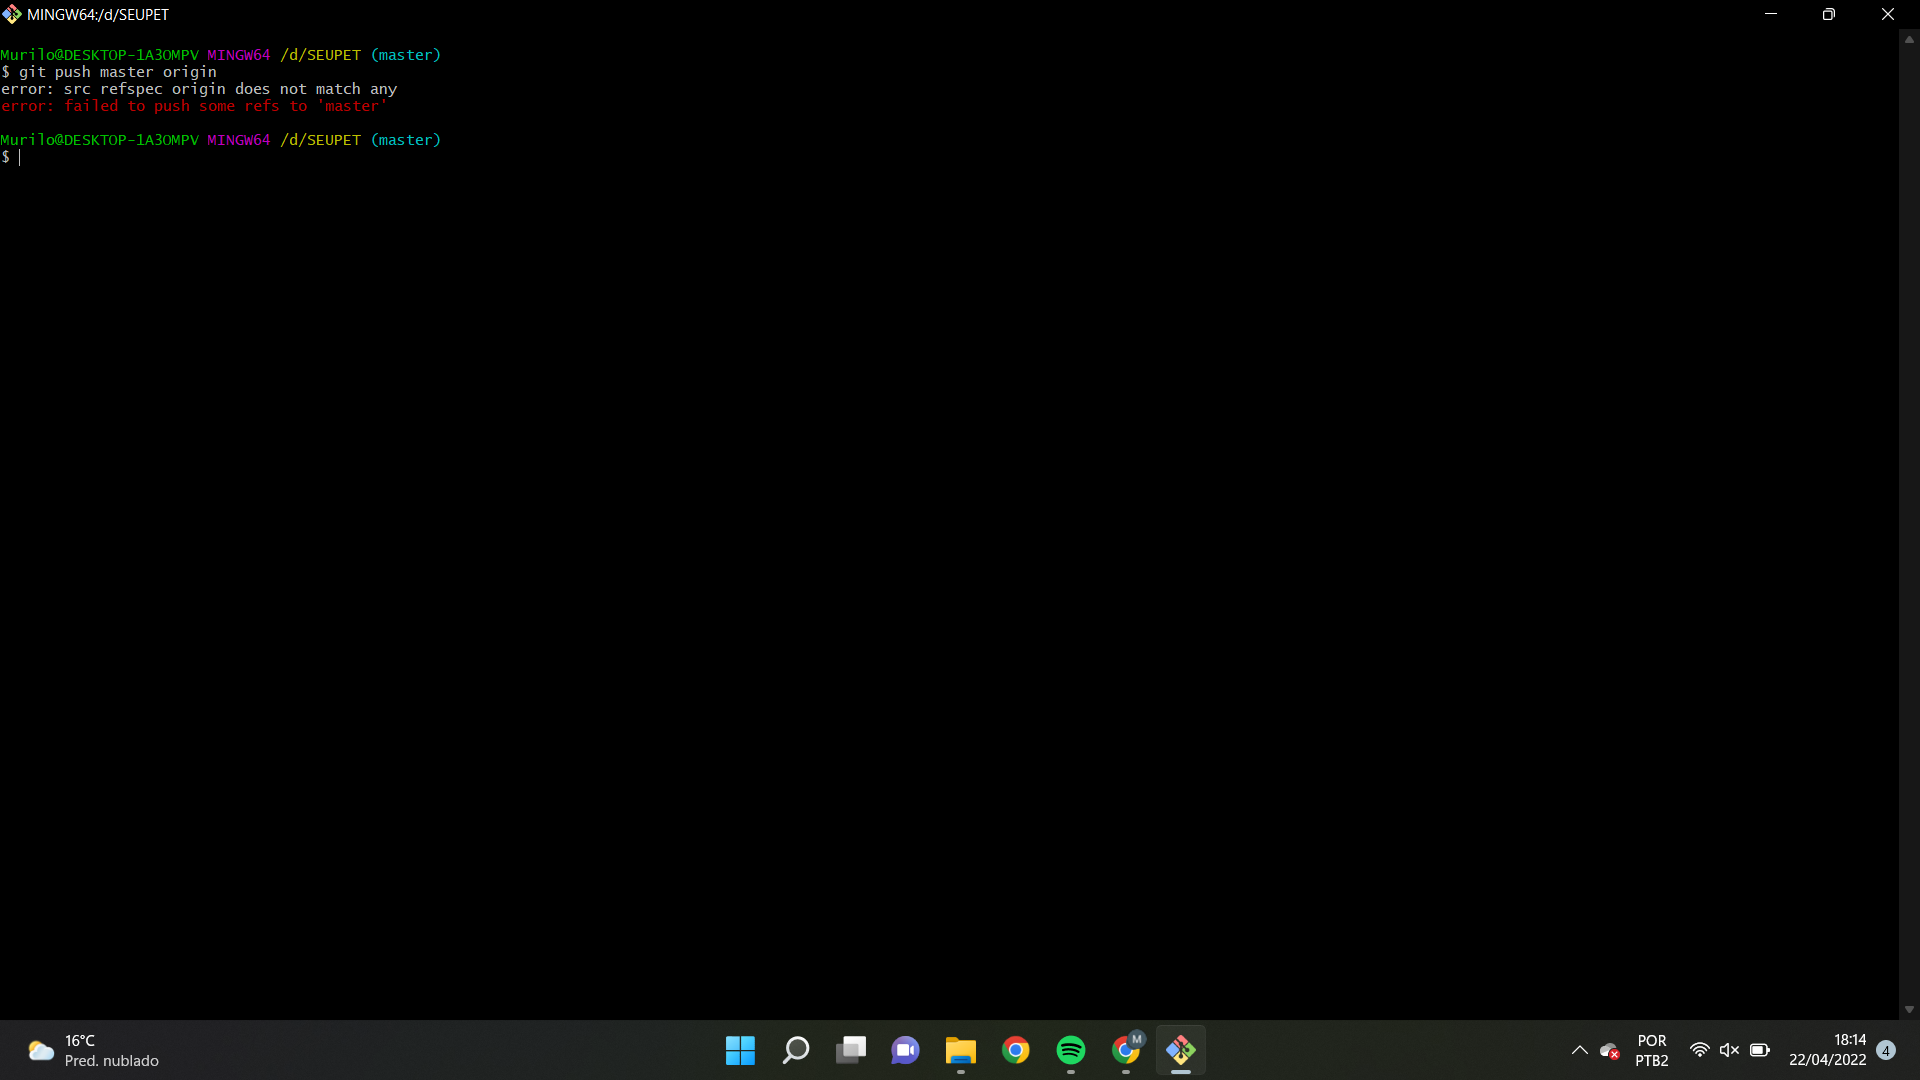 MINGW64:/d/SEUPET
Murilo@DESKTOP-1A3OMPV MINGW64 /d/SEUPET (master)
$ git push master origin
error: src refspec origin does not match any
error: failed to push some refs to 'master'
Murilo@DESKTOP-1A3OMPV MINGW64 /d/SEUPET (master)
$
16°C
Pred. nublado
M
POR
PTB2
18:14
22/04/2022
4